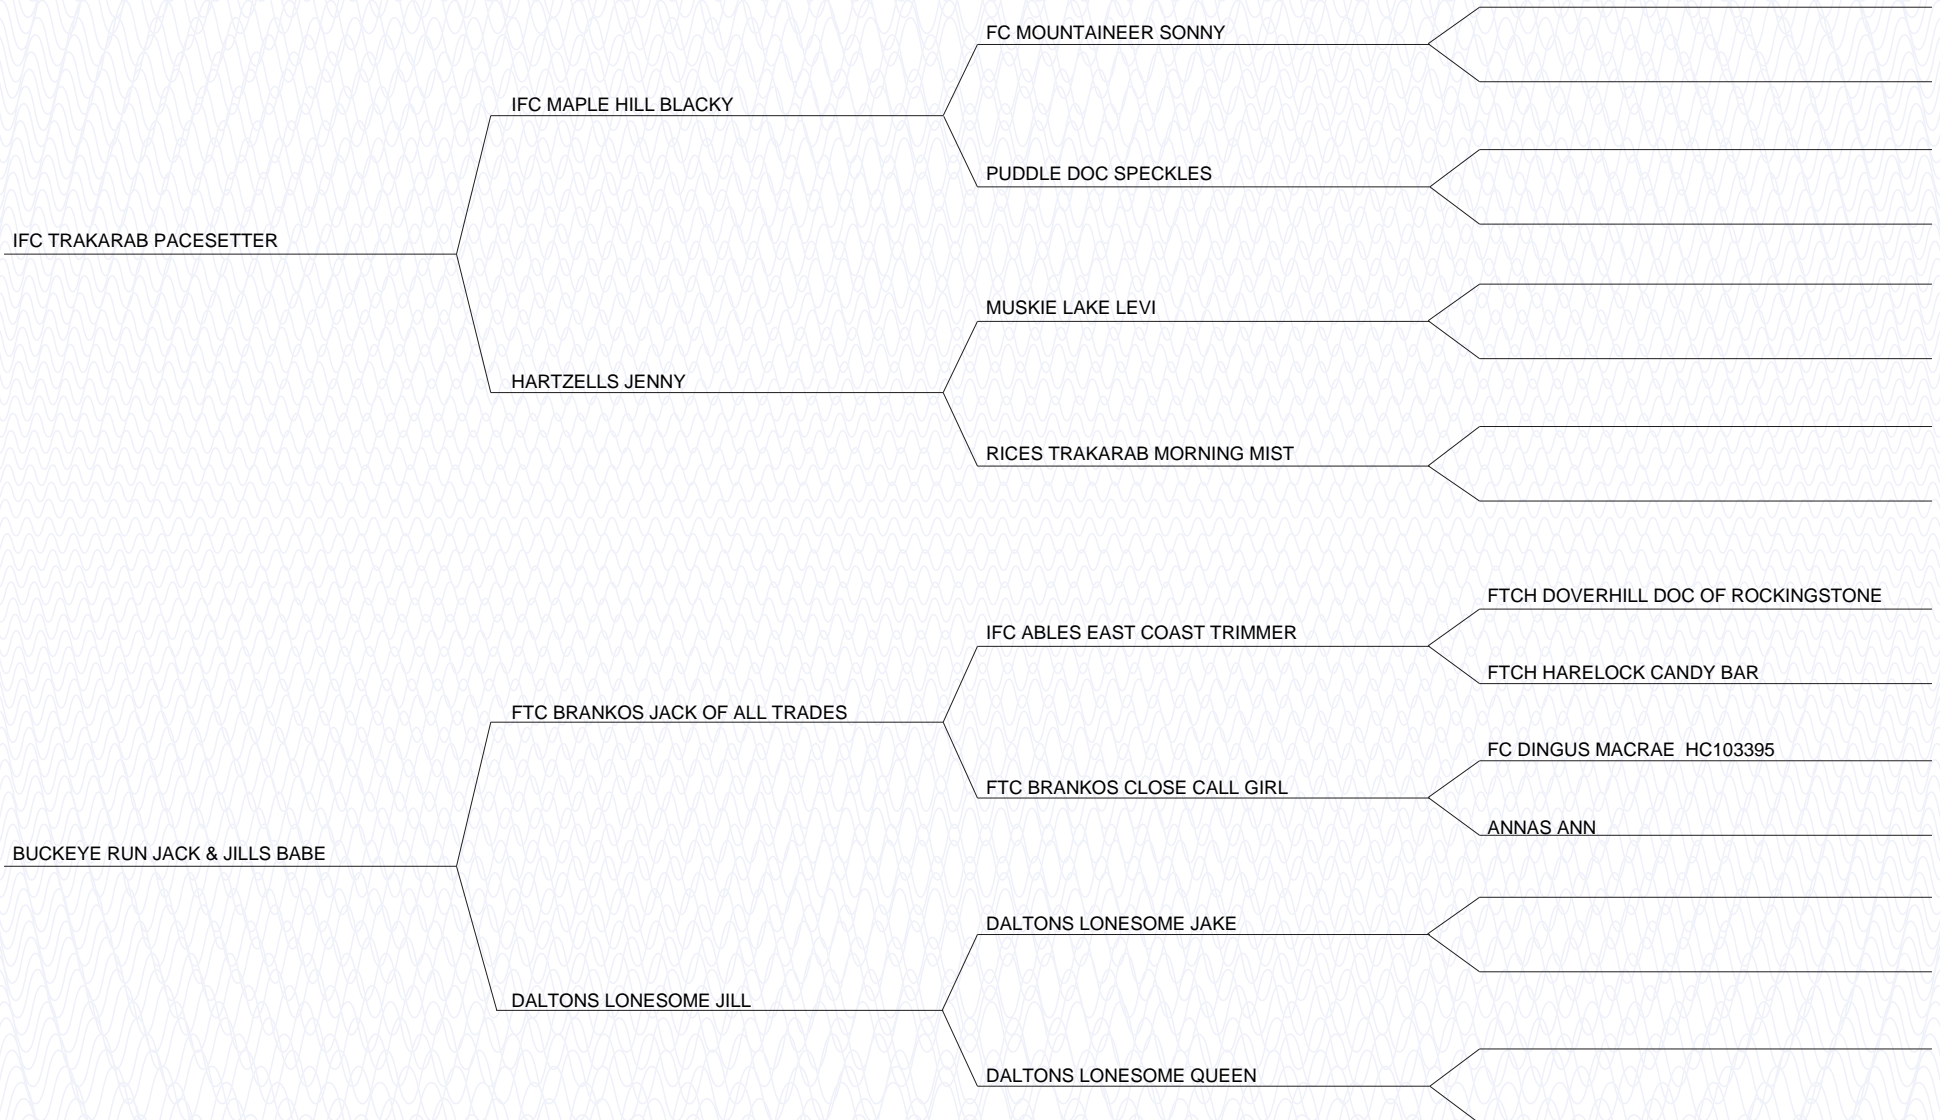 FC MOUNTAINEER SONNY
IFC MAPLE HILL BLACKY
PUDDLE DOC SPECKLES
IFC TRAKARAB PACESETTER
MUSKIE LAKE LEVI
HARTZELLS JENNY
RICES TRAKARAB MORNING MIST
FTCH DOVERHILL DOC OF ROCKINGSTONE
IFC ABLES EAST COAST TRIMMER
FTCH HARELOCK CANDY BAR
FTC BRANKOS JACK OF ALL TRADES
FC DINGUS MACRAE  HC103395
FTC BRANKOS CLOSE CALL GIRL
ANNAS ANN
BUCKEYE RUN JACK & JILLS BABE
DALTONS LONESOME JAKE
DALTONS LONESOME JILL
DALTONS LONESOME QUEEN